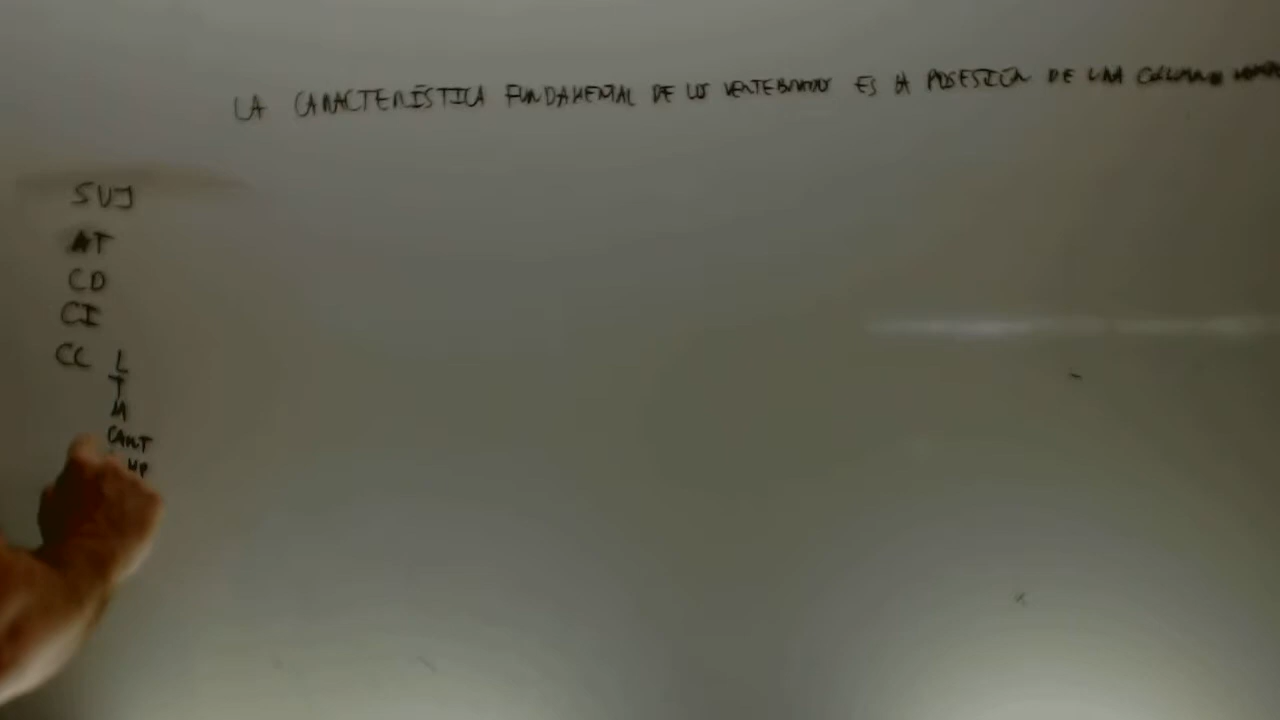 LA CARACTERÍSTICA FUNDAMENTAL DE LOS VERTEBRADOS ES LA POSESIÓN DE UNA COLUMNA
SUJ
AT
CD
CI
CC L
T
M
CANT